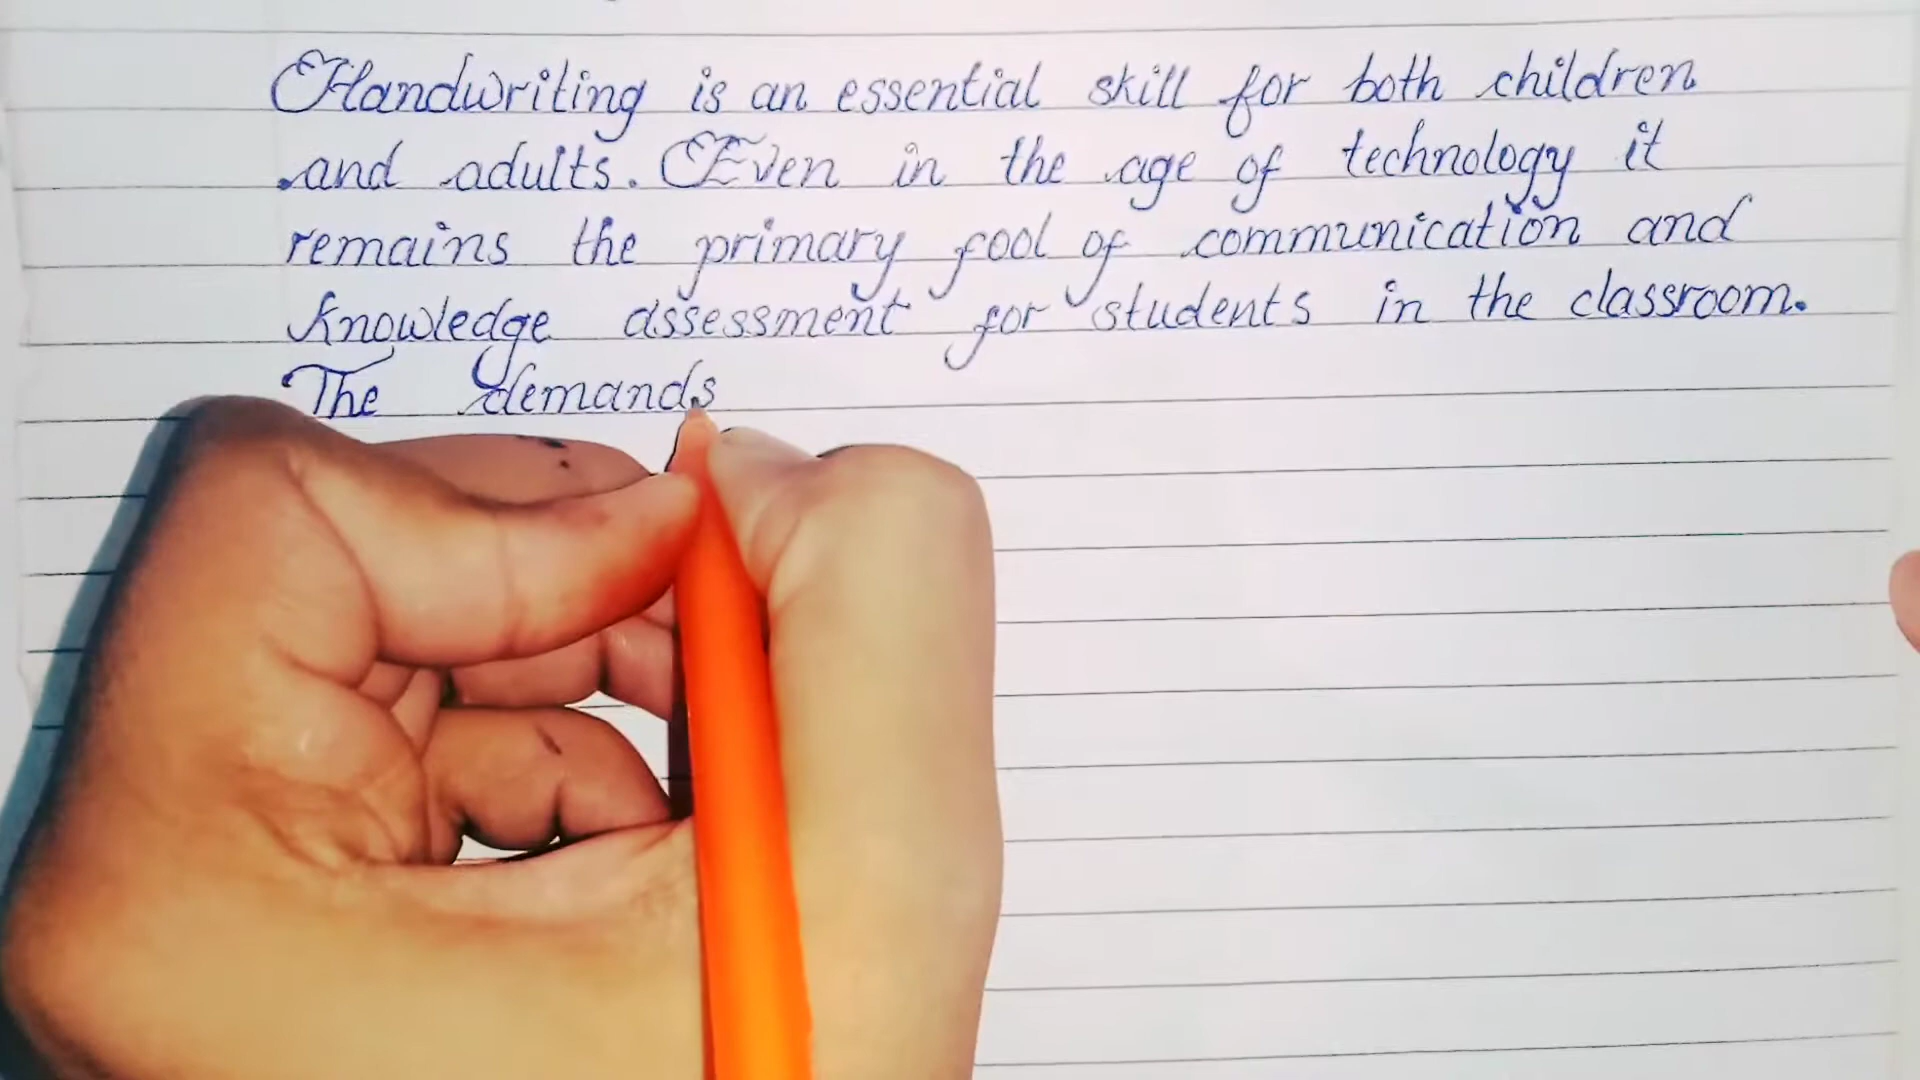 Handwriting is an essential skill for both children
and adults. Even in the age of technology it
remains the primary fool of communication and
knowledge assessment for students in the classroom.
The demands